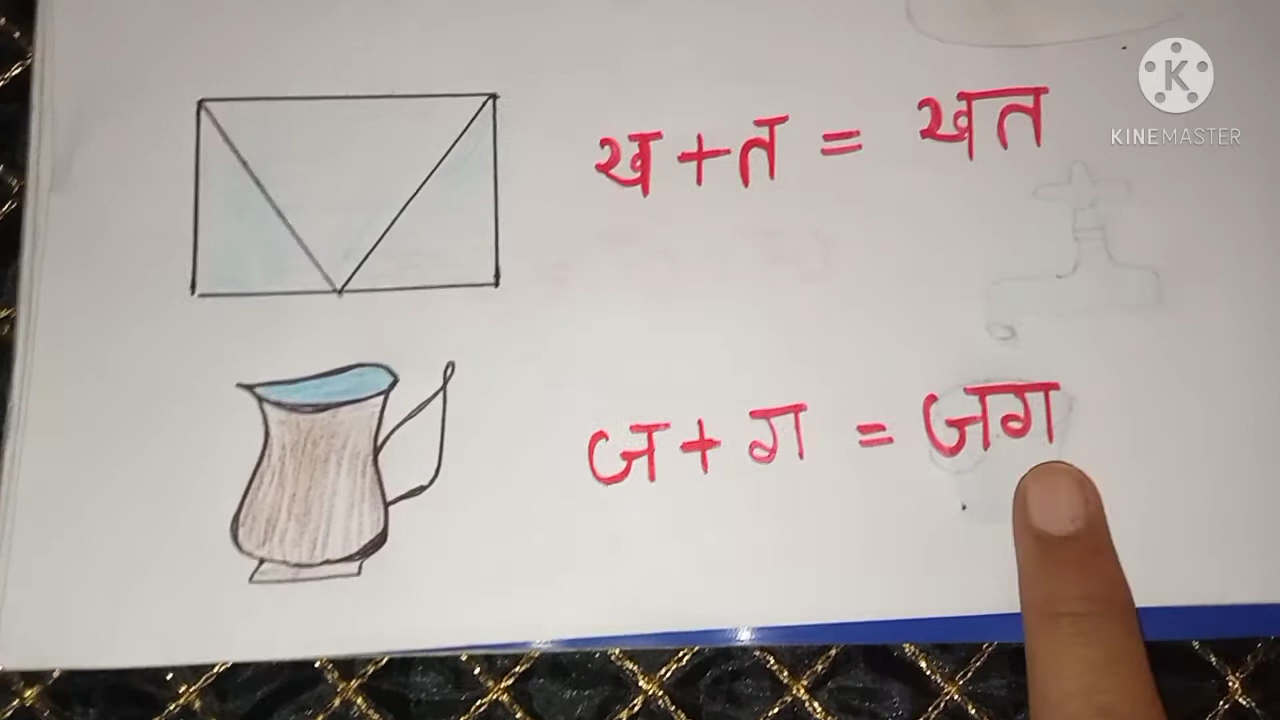 ख + त = खत
K
KINEMASTER
ज + ग = जग